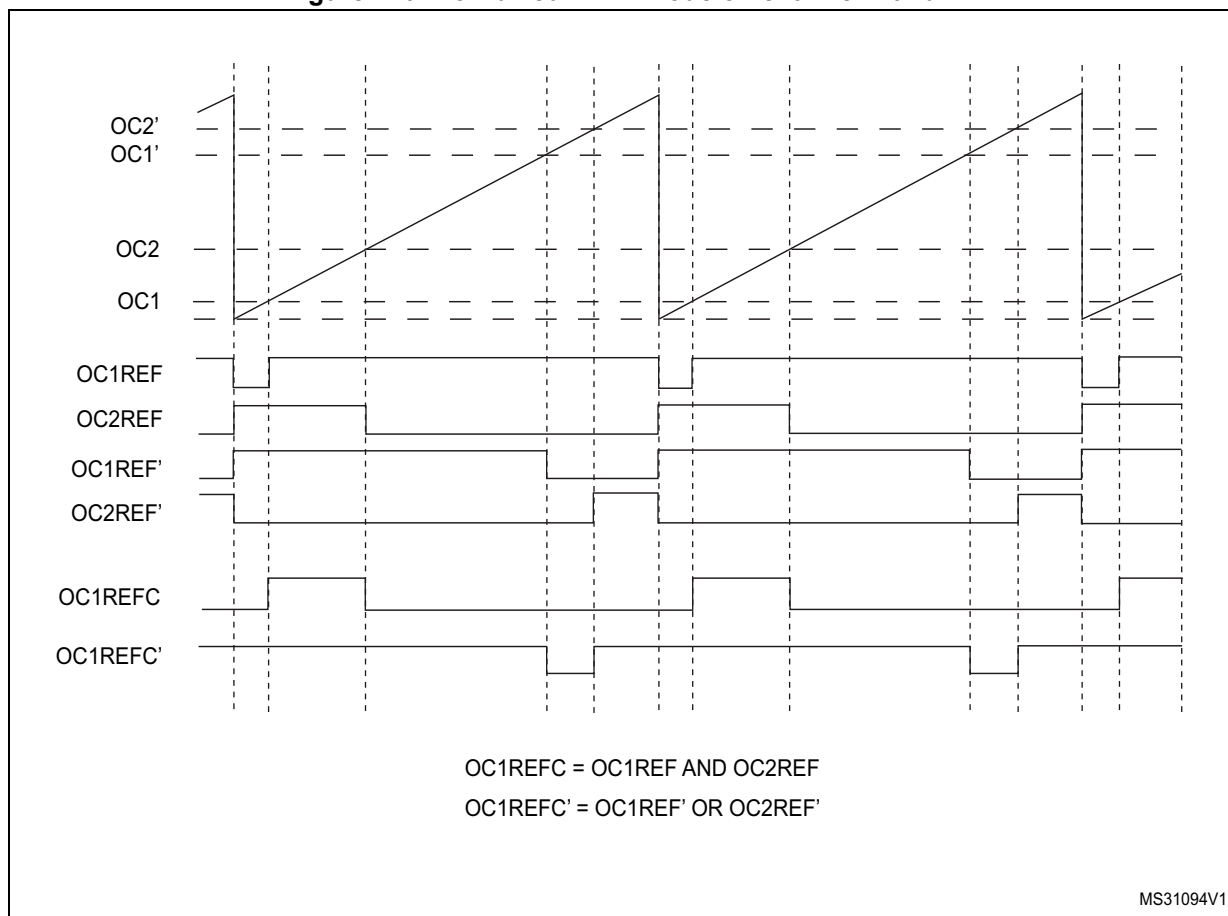 OC2’
OC1’
OC2
OC1
OC1REF
OC2REF
OC1REF’
OC2REF’
OC1REFC
OC1REFC’
OC1REFC = OC1REF AND OC2REF
OC1REFC’ = OC1REF’ OR OC2REF’
MS31094V1